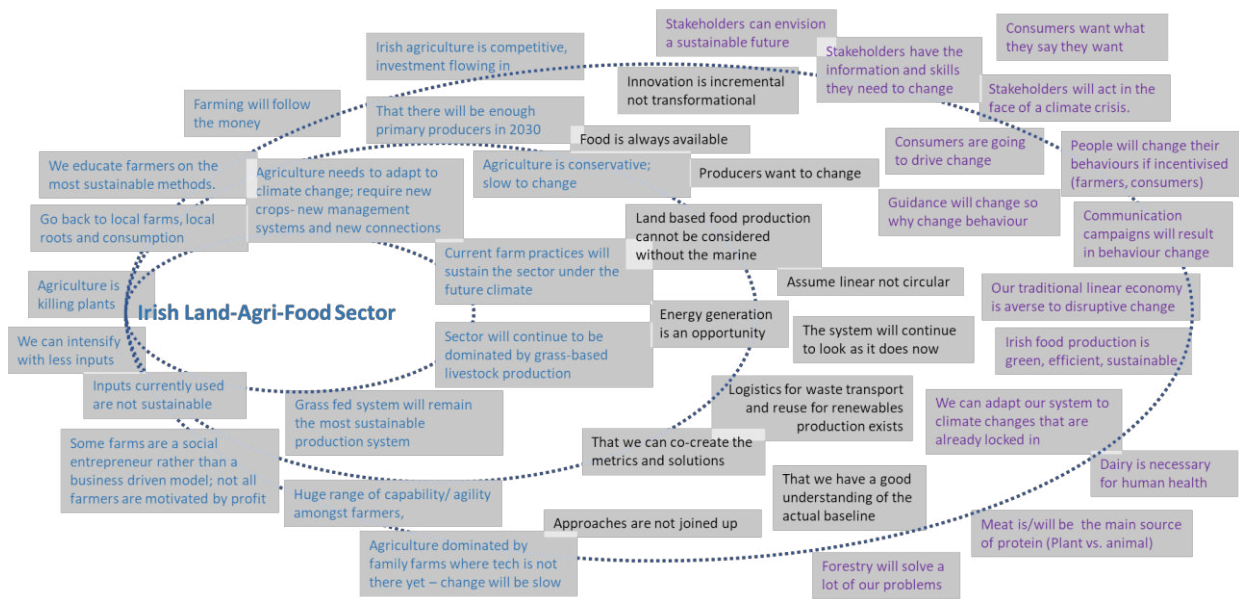 Stakeholders can envision
a sustainable future
Consumers want what
they say they want
Irish agriculture is competitive,
investment flowing in
Stakeholders have the
information and skills
they need to change
Innovation is incremental
not transformational
Stakeholders will act in the
face of a climate crisis.
Farming will follow
the money
That there will be enough
primary producers in 2030
Food is always available
Consumers are going
to drive change
People will change their
behaviours if incentivised
(farmers, consumers)
We educate farmers on the
most sustainable methods.
Agriculture needs to adapt to
climate change; require new
crops- new management
systems and new connections
Agriculture is conservative;
slow to change
Producers want to change
Guidance will change so
why change behaviour
Go back to local farms, local
roots and consumption
Land based food production
cannot be considered
without the marine
Communication
campaigns will result
in behaviour change
Current farm practices will
sustain the sector under the
future climate
Assume linear not circular
Agriculture is
killing plants
Our traditional linear economy
is averse to disruptive change
Irish Land-Agri-Food Sector
Energy generation
is an opportunity
The system will continue
to look as it does now
We can intensify
with less inputs
Sector will continue to be
dominated by grass-based
livestock production
Irish food production is
green, efficient, sustainable
Inputs currently used
are not sustainable
Logistics for waste transport
and reuse for renewables
production exists
Grass fed system will remain
the most sustainable
production system
We can adapt our system to
climate changes that are
already locked in
Some farms are a social
entrepreneur rather than a
business driven model; not all
farmers are motivated by profit
That we can co-create the
metrics and solutions
Dairy is necessary
for human health
That we have a good
understanding of the
actual baseline
Huge range of capability/ agility
amongst farmers,
Approaches are not joined up
Meat is/will be the main source
of protein (Plant vs. animal)
Agriculture dominated by
family farms where tech is not
there yet – change will be slow
Forestry will solve a
lot of our problems